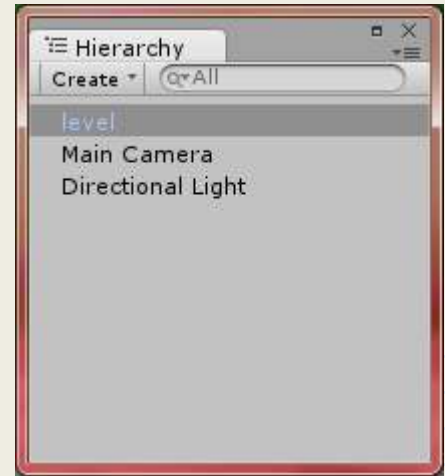 Hierarchy
Create All
level
Main Camera
Directional Light